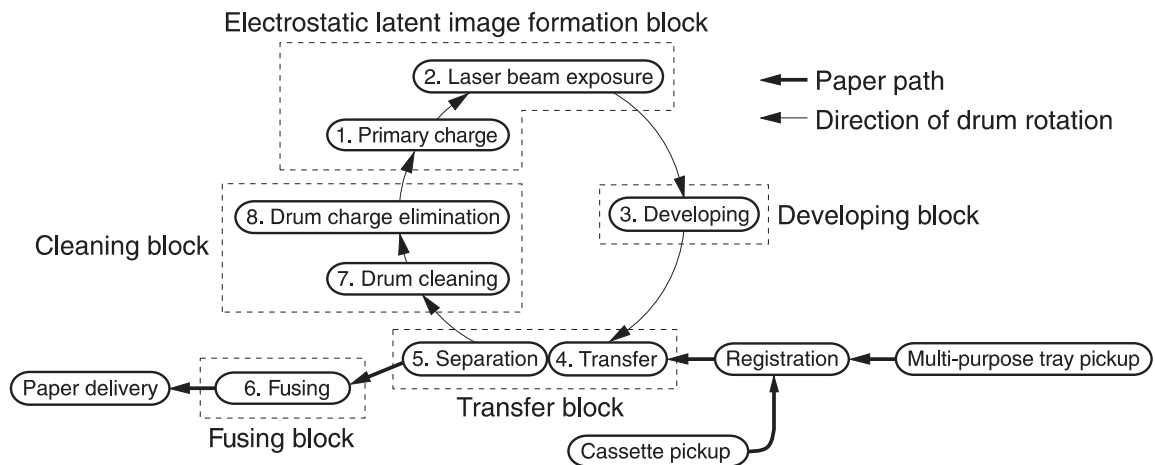 Electrostatic latent image formation block
2. Laser beam exposure
Paper path
1. Primary charge
Direction of drum rotation
8. Drum charge elimination
3. Developing
Developing block
Cleaning block
7. Drum cleaning
5. Separation
4. Transfer
Registration
Multi-purpose tray pickup
Paper delivery
6. Fusing
Transfer block
Fusing block
Cassette pickup